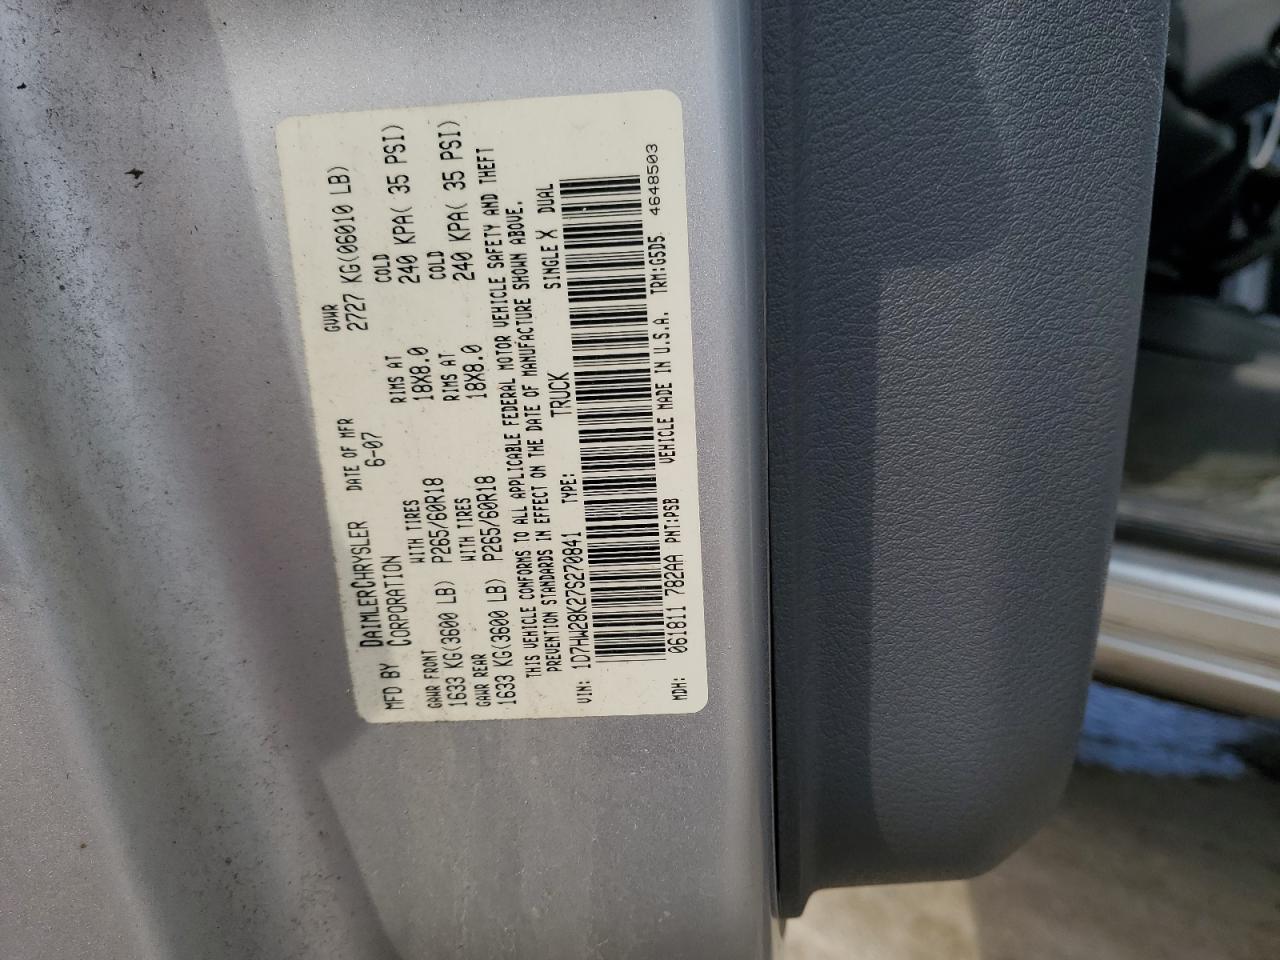 MFD BY DAIMLERCHRYSLER CORPORATION DATE OF MFR 6-07 GVWR 2727 KG(06010 LB)
GAWR FRONT WITH TIRES RIMS AT COLD
1633 KG(3600 LB) P265/60R18 18X8.0 240 KPA( 35 PSI)
GAWR REAR WITH TIRES RIMS AT COLD
1633 KG(3600 LB) P265/60R18 18X8.0 240 KPA( 35 PSI)
THIS VEHICLE CONFORMS TO ALL APPLICABLE FEDERAL MOTOR VEHICLE SAFETY AND THEFT
PREVENTION STANDARDS IN EFFECT ON THE DATE OF MANUFACTURE SHOWN ABOVE.
VIN: 1D7HW28K27S270841 TYPE: TRUCK SINGLE X DUAL
MDH: 061811 782AA PNT:PSB VEHICLE MADE IN U.S.A. TRM:G5D5 4648503